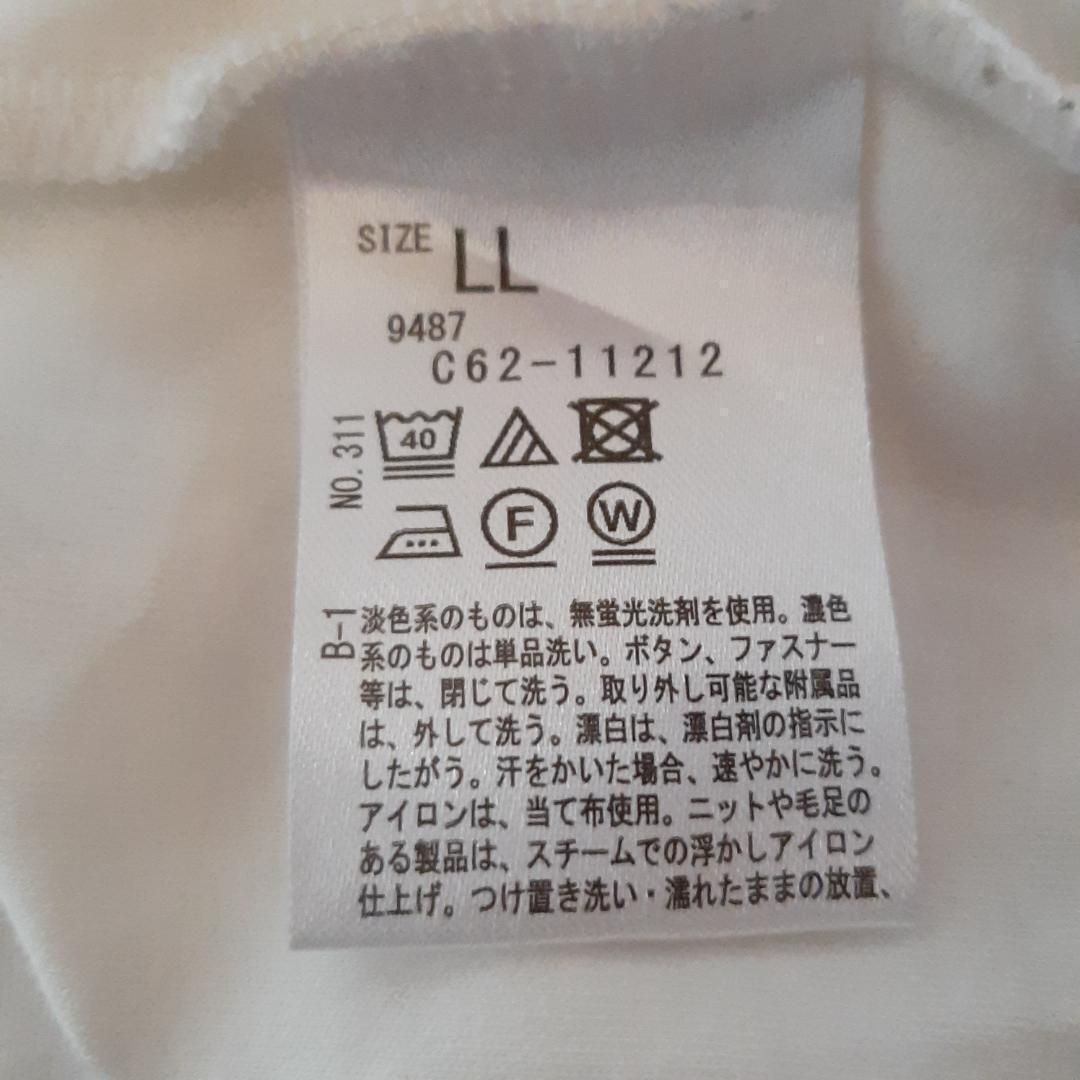 SIZE LL
9487
C62-11212
NO. 311
40
F W
B-1
淡色系のものは、無蛍光洗剤を使用。濃色
系のものは単品洗い。ボタン、ファスナー
等は、閉じて洗う。取り外し可能な附属品
は、外して洗う。漂白は、漂白剤の指示に
したがう。汗をかいた場合、速やかに洗う。
アイロンは、当て布使用。ニットや毛足の
ある製品は、スチームでの浮かしアイロン
仕上げ。つけ置き洗い・濡れたままの放置、